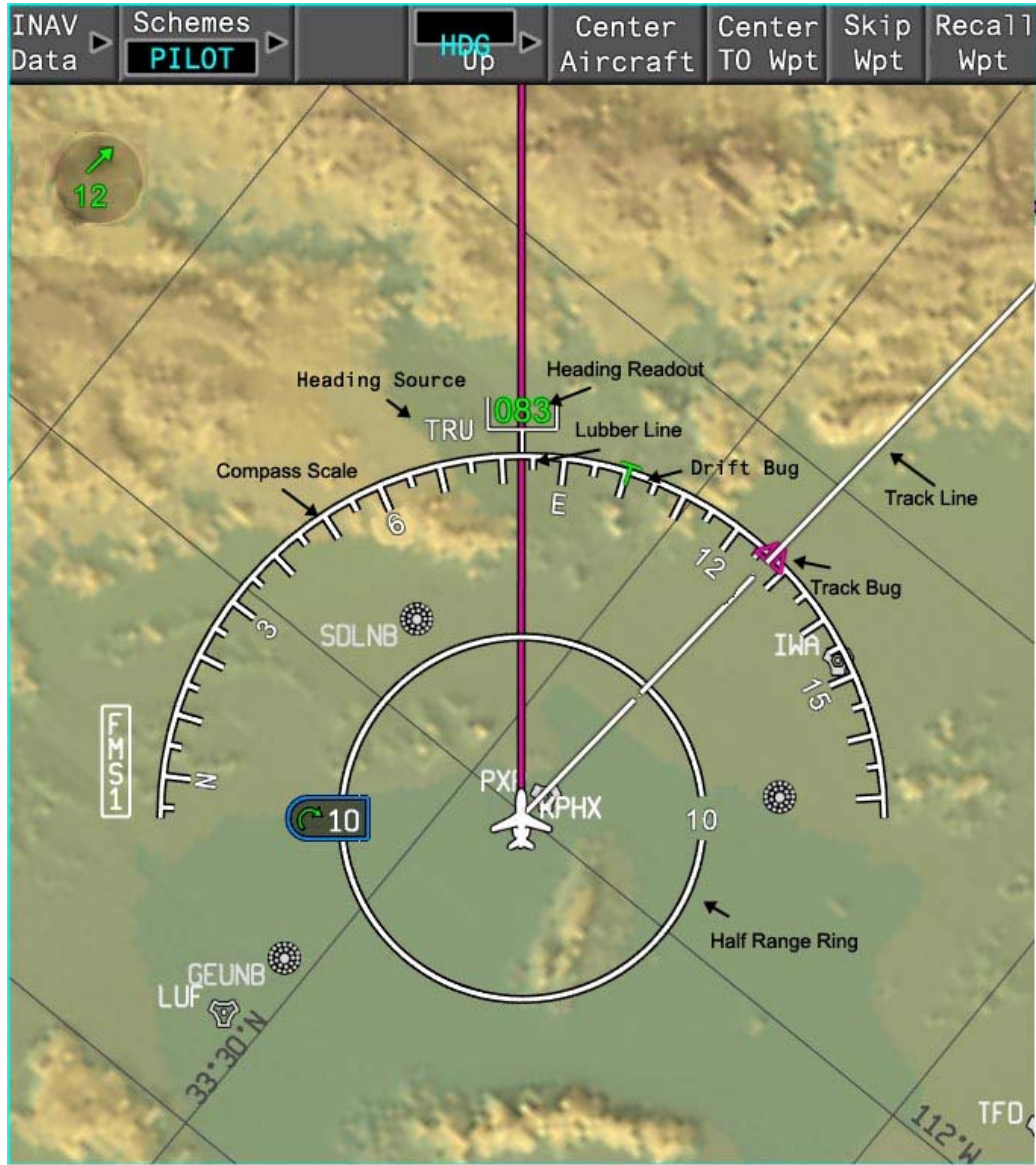 INAV
Data
Schemes
PILOT
HDG
Up
Center
Aircraft
Center
TO Wpt
Skip
Wpt
Recall
Wpt
12
Heading Source
Heading Readout
083
TRU
Lubber Line
Compass Scale
Drift Bug
Track Line
6
E
12
Track Bug
3
SDLNB
IWA
15
FMS1
N
PXR
KPHX
10
10
Half Range Ring
GEUNB
LUF
33°30'N
112°W
TFD